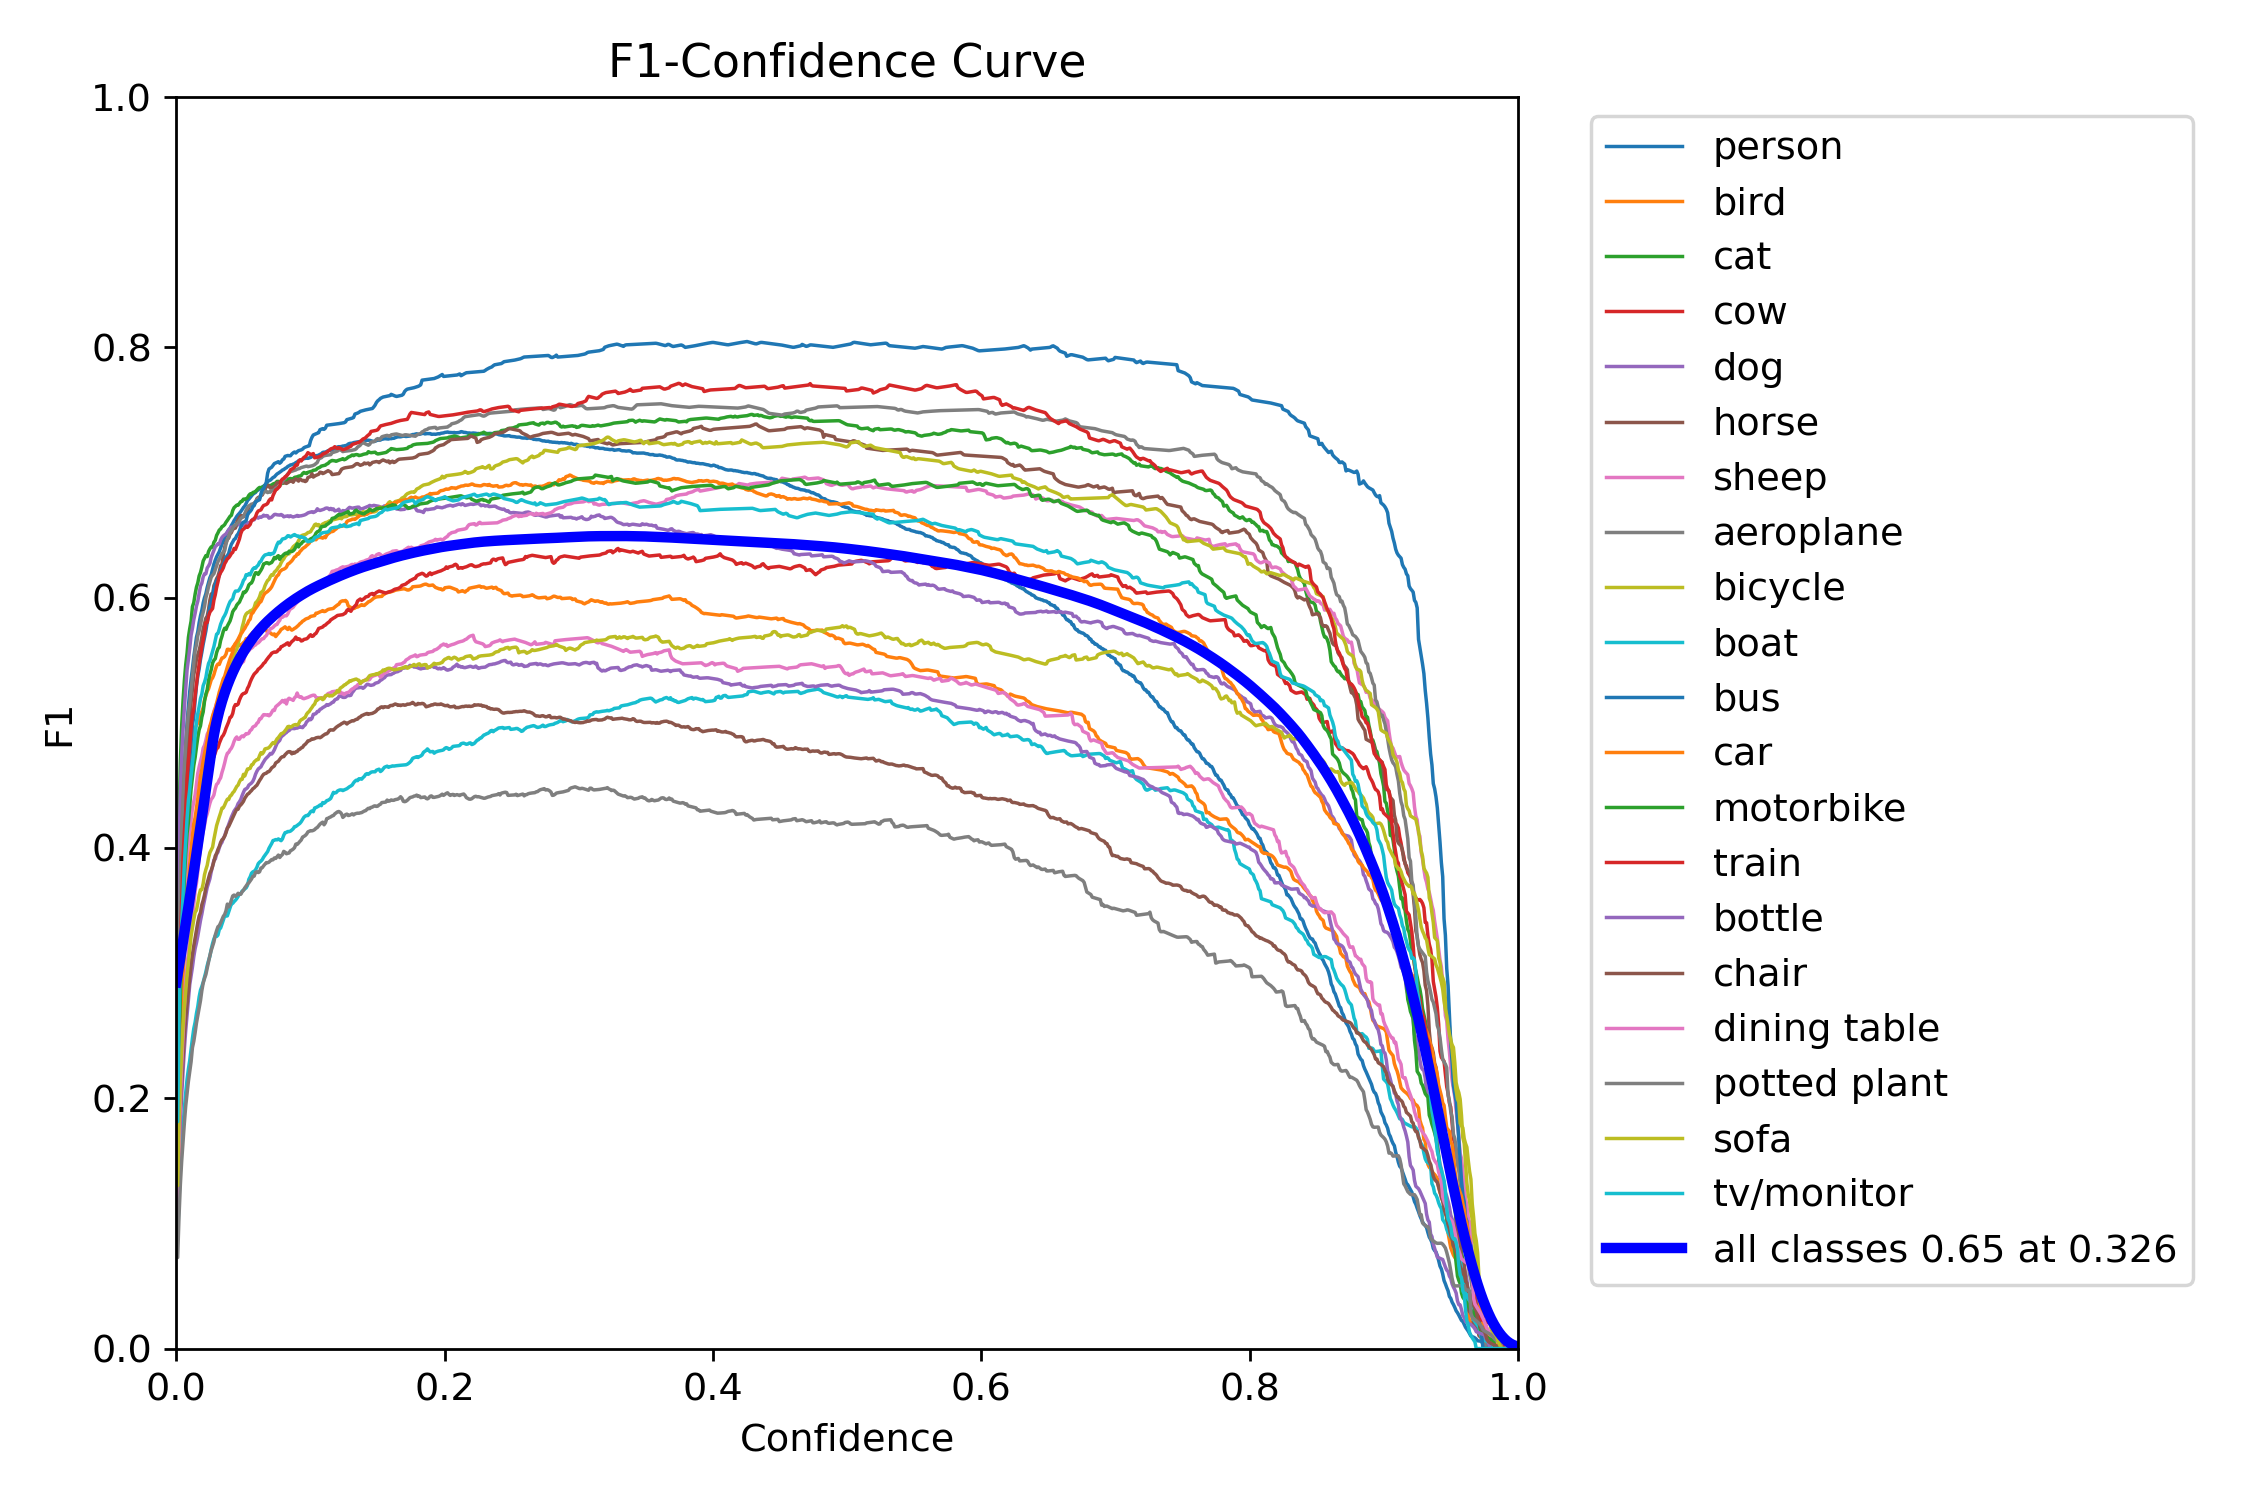 F1-Confidence Curve
1.0
0.8
0.6
0.4
0.2
0.0
F1
0.0 0.2 0.4 0.6 0.8 1.0
Confidence
person
bird
cat
cow
dog
horse
sheep
aeroplane
bicycle
boat
bus
car
motorbike
train
bottle
chair
dining table
potted plant
sofa
tv/monitor
all classes 0.65 at 0.326